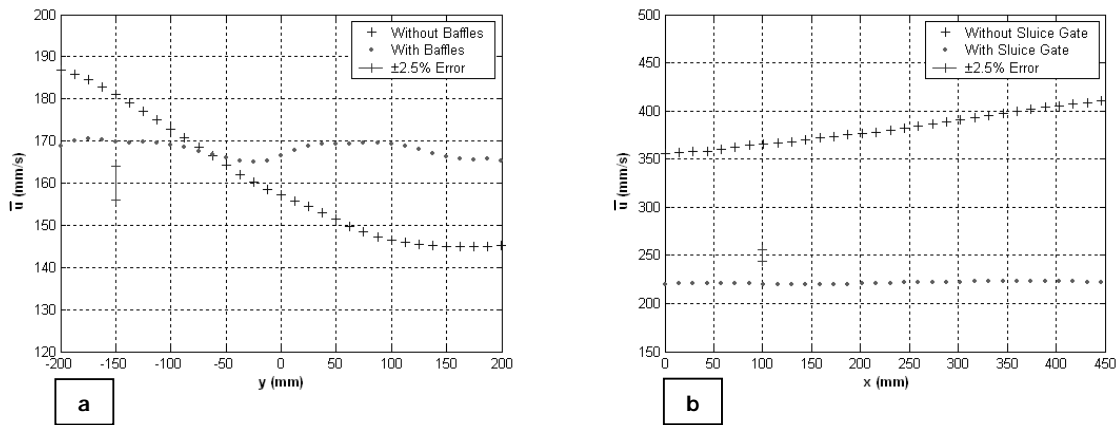 200
190
180
170
160
150
140
130
120
u (mm/s)
-200 -150 -100 -50 0 50 100 150 200
y (mm)
Without Baffles
With Baffles
±2.5% Error
a
500
450
400
350
300
250
200
150
u (mm/s)
0 50 100 150 200 250 300 350 400 450
x (mm)
Without Sluice Gate
With Sluice Gate
±2.5% Error
b